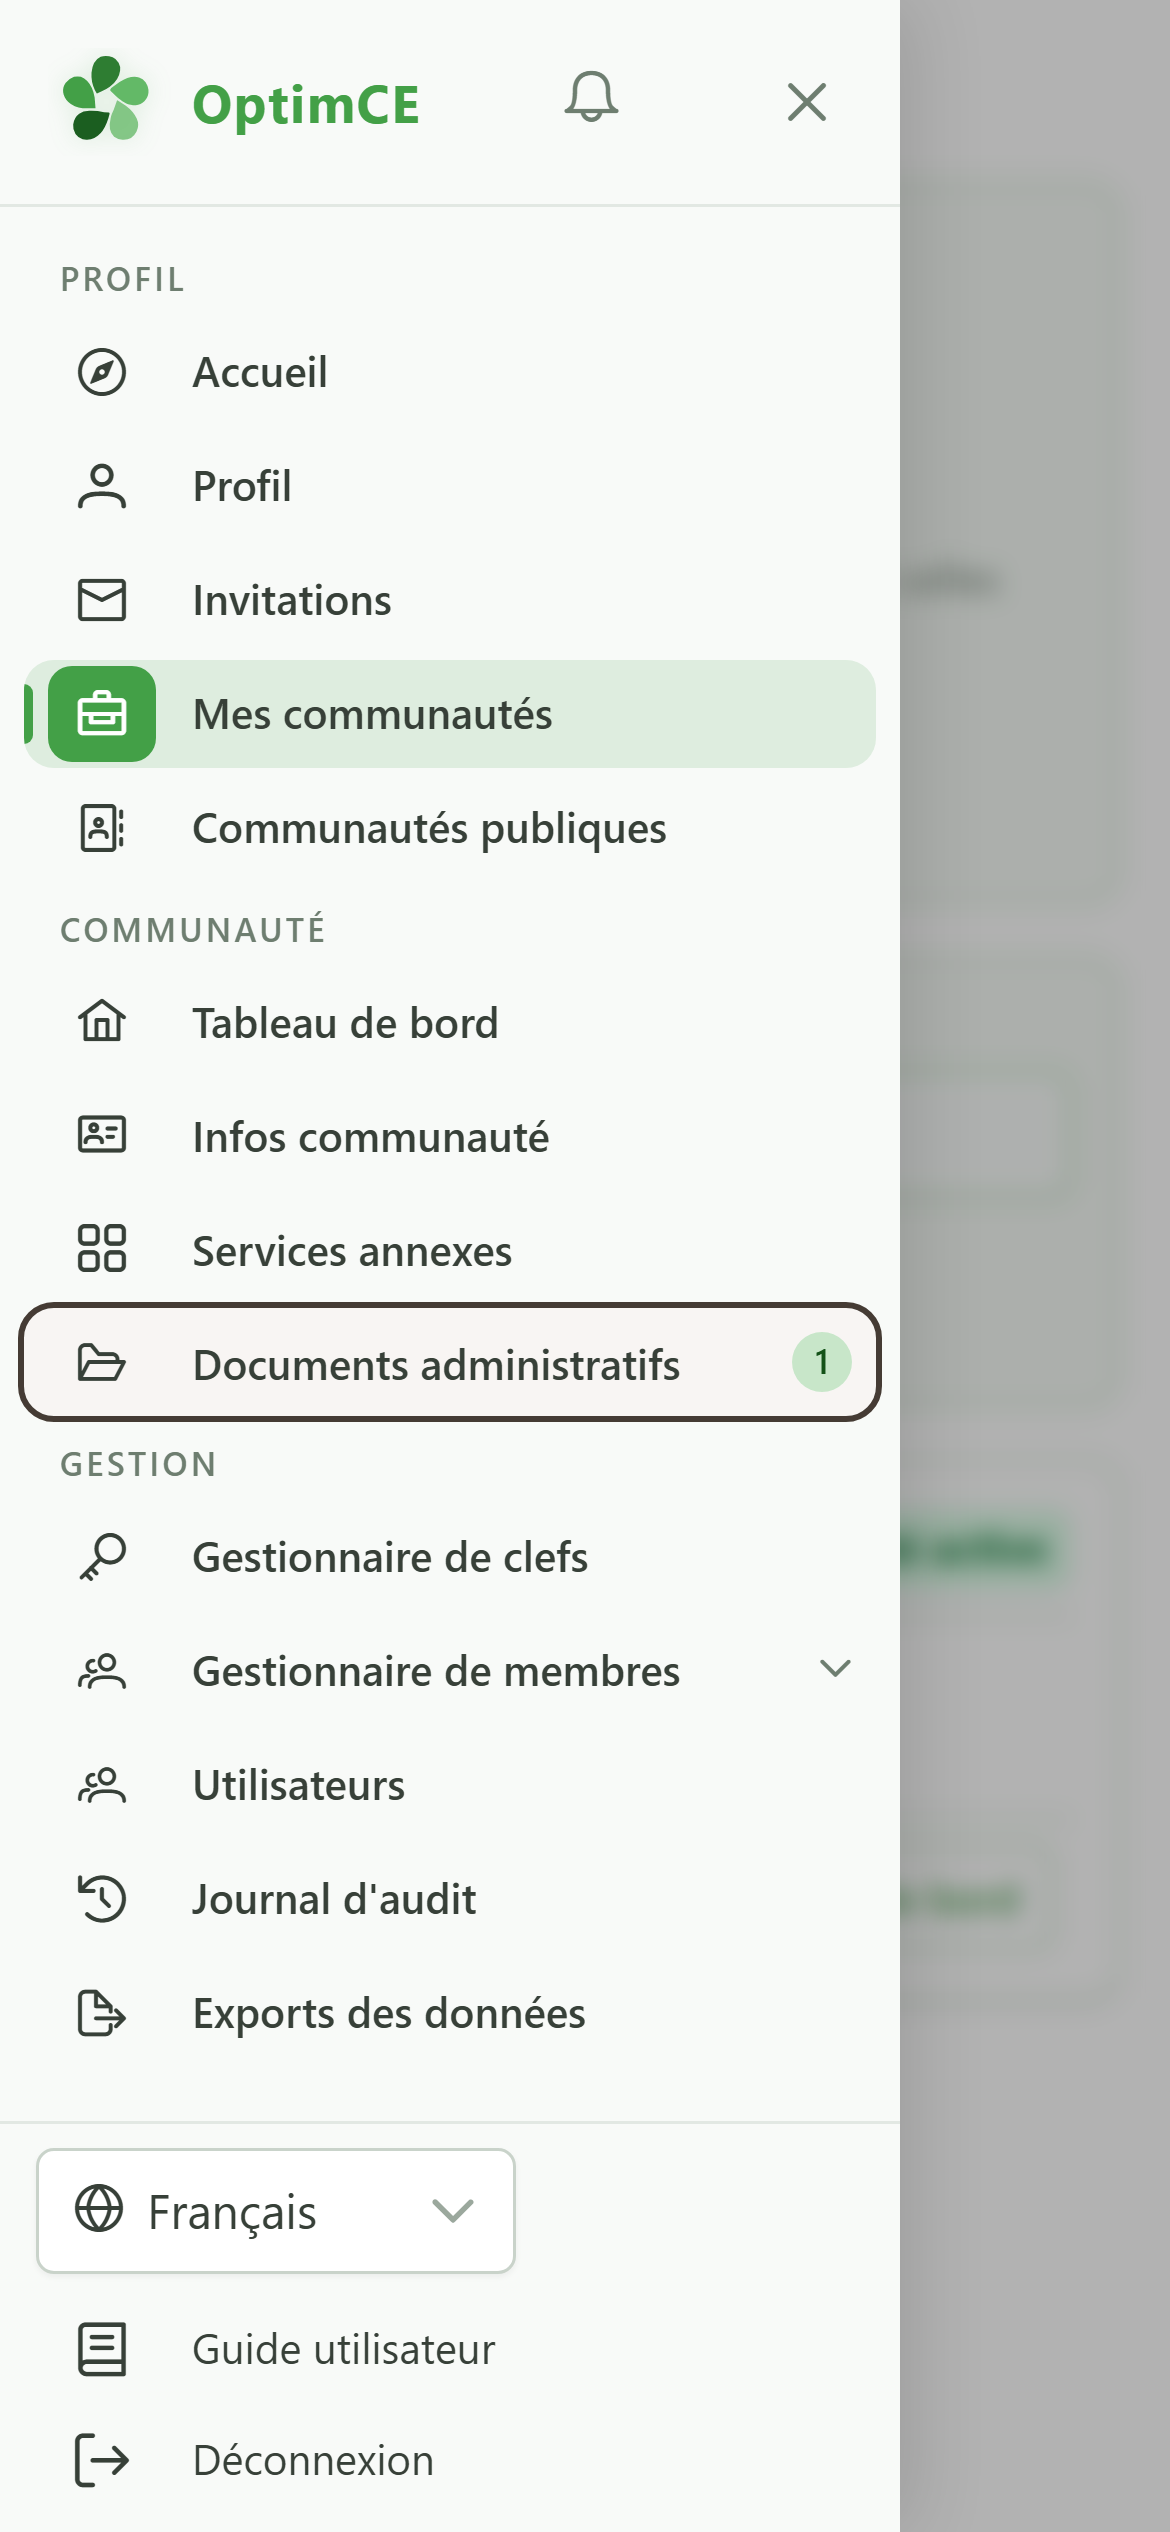 OptimCE
PROFIL
Accueil
Profil
Invitations
Mes communautés
Communautés publiques
COMMUNAUTÉ
Tableau de bord
Infos communauté
Services annexes
Documents administratifs 1
GESTION
Gestionnaire de clefs
Gestionnaire de membres
Utilisateurs
Journal d'audit
Exports des données
Français
Guide utilisateur
Déconnexion